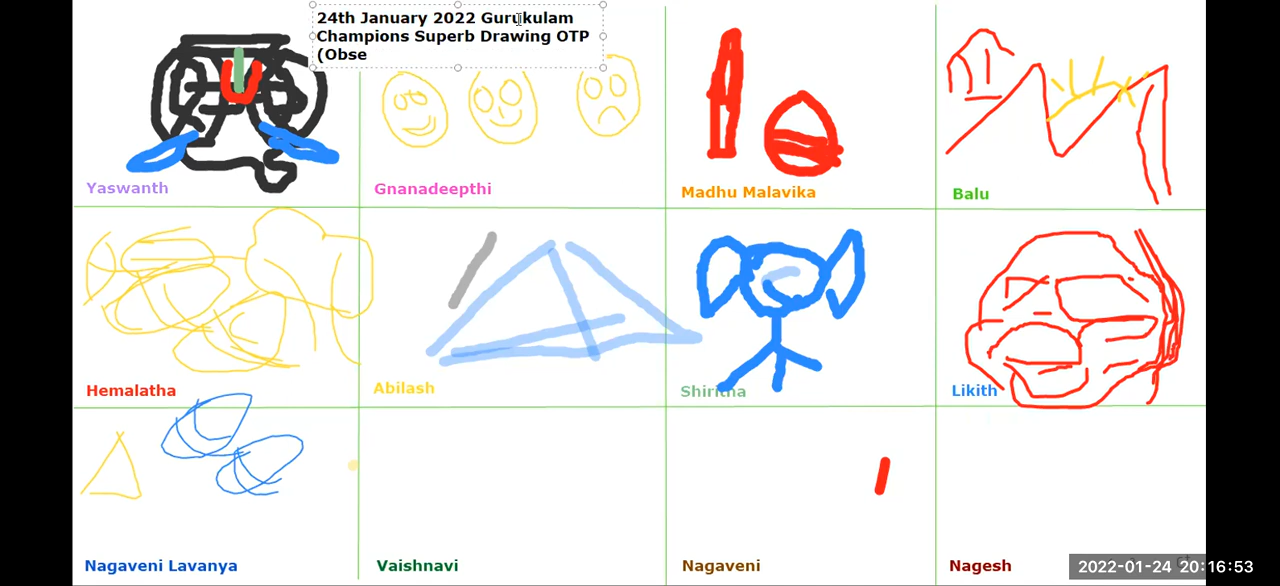 24th January 2022 Gurukulam
Champions Superb Drawing OTP
(Obse
Yaswanth
Gnanadeepthi
Madhu Malavika
Balu
Hemalatha
Abilash
Shiritha
Likith
Nagaveni Lavanya
Vaishnavi
Nagaveni
Nagesh
2022-01-24 20:16:53